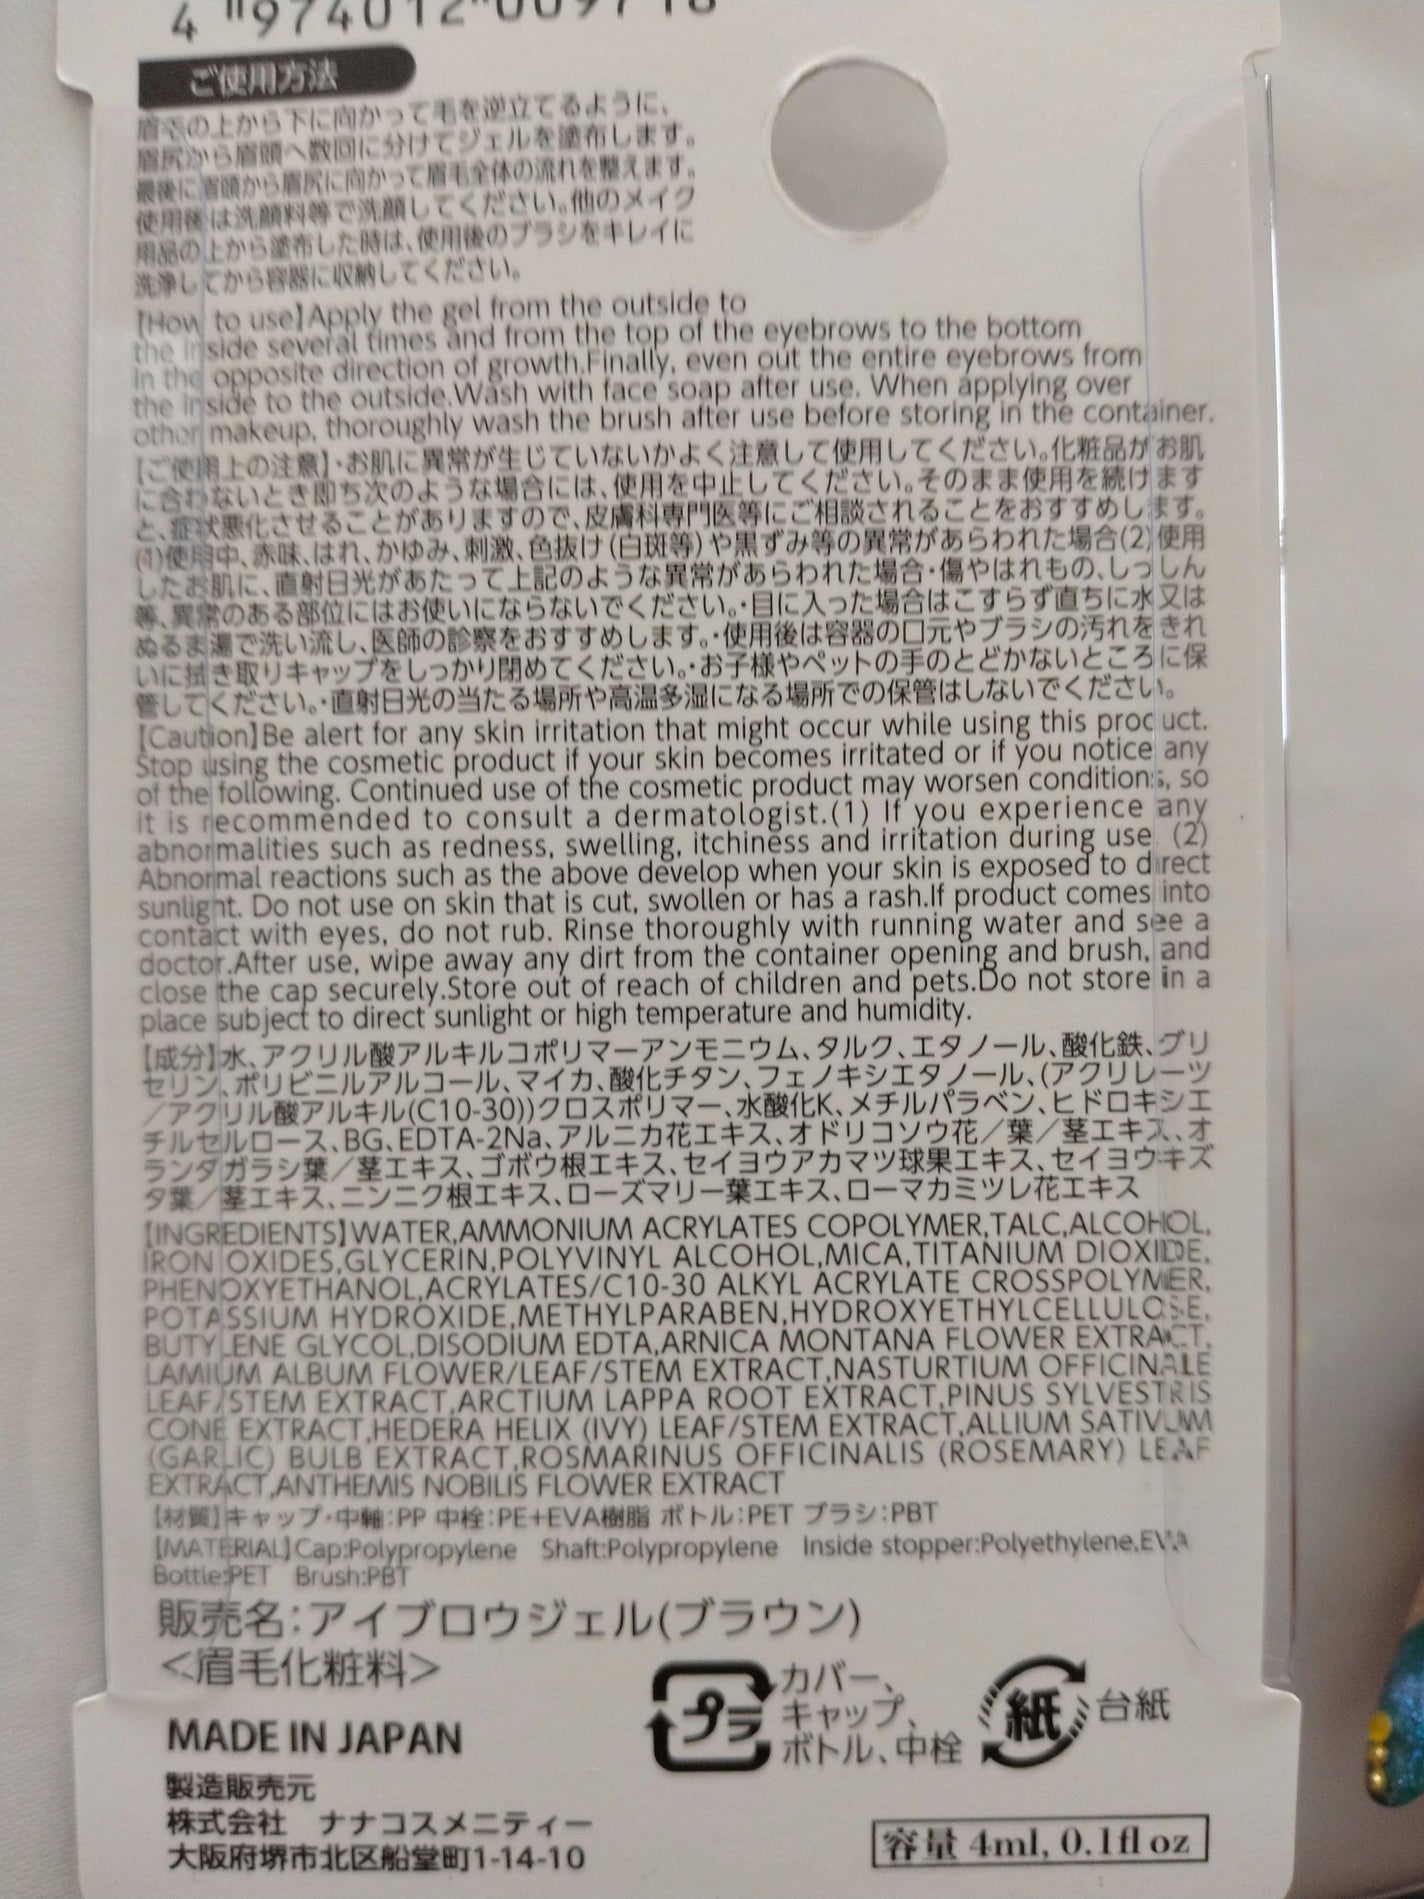 ご使用方法
眉毛の上から下に向かって毛を逆立てるように、
眉尻から眉頭へ数回に分けてジェルを塗布します。
最後に眉頭から眉尻に向かって眉毛全体の流れを整えます。
使用後は洗顔料等で洗顔してください。他のメイク
用品の上から塗布した時は、使用後のブラシをキレイに
洗浄してから容器に収納してください。
【How to use】Apply the gel from the outside to
the inside several times and from the top of the eyebrows to the bottom
in the opposite direction of growth.Finally, even out the entire eyebrows from
the inside to the outside.Wash with face soap after use. When applying over
other makeup, thoroughly wash the brush after use before storing in the container.
【ご使用上の注意】・お肌に異常が生じていないかよく注意して使用してください。化粧品がお肌
に合わないとき即ち次のような場合には、使用を中止してください。そのまま使用を続けます
と、症状悪化させることがありますので、皮膚科専門医等にご相談されることをおすすめします。
(1)使用中、赤味、はれ、かゆみ、刺激、色抜け(白斑等)や黒ずみ等の異常があらわれた場合(2)使用
したお肌に、直射日光があたって上記のような異常があらわれた場合・傷やはれもの、しっしん
等、異常のある部位にはお使いにならないでください。・目に入った場合はこすらず直ちに水又は
ぬるま湯で洗い流し、医師の診察をおすすめします。・使用後は容器の口元やブラシの汚れをきれ
いに拭き取りキャップをしっかり閉めてください。・お子様やペットの手のとどかないところに保
管してください。・直射日光の当たる場所や高温多湿になる場所での保管はしないでください。
【Caution】Be alert for any skin irritation that might occur while using this product.
Stop using the cosmetic product if your skin becomes irritated or if you notice any
of the following. Continued use of the cosmetic product may worsen conditions, so
it is recommended to consult a dermatologist.(1) If you experience any
abnormalities such as redness, swelling, itchiness and irritation during use. (2)
Abnormal reactions such as the above develop when your skin is exposed to direct
sunlight. Do not use on skin that is cut, swollen or has a rash.If product comes into
contact with eyes, do not rub. Rinse thoroughly with running water and see a
doctor.After use, wipe away any dirt from the container opening and brush, and
close the cap securely.Store out of reach of children and pets.Do not store in a
place subject to direct sunlight or high temperature and humidity.
【成分】水、アクリル酸アルキルコポリマーアンモニウム、タルク、エタノール、酸化鉄、グリ
セリン、ポリビニルアルコール、マイカ、酸化チタン、フェノキシエタノール、(アクリレーツ
／アクリル酸アルキル(C10-30))クロスポリマー、水酸化K、メチルパラベン、ヒドロキシエ
チルセルロース、BG、EDTA-2Na、アルニカ花エキス、オドリコソウ花／葉／茎エキス、オ
ランダガラシ葉／茎エキス、ゴボウ根エキス、セイヨウアカマツ球果エキス、セイヨウキズ
タ葉／茎エキス、ニンニク根エキス、ローズマリー葉エキス、ローマカミツレ花エキス
【INGREDIENTS】WATER,AMMONIUM ACRYLATES COPOLYMER,TALC,ALCOHOL,
IRON OXIDES,GLYCERIN,POLYVINYL ALCOHOL,MICA,TITANIUM DIOXIDE,
PHENOXYETHANOL,ACRYLATES/C10-30 ALKYL ACRYLATE CROSSPOLYMER,
POTASSIUM HYDROXIDE,METHYLPARABEN,HYDROXYETHYLCELLULOSE,
BUTYLENE GLYCOL,DISODIUM EDTA,ARNICA MONTANA FLOWER EXTRACT,
LAMIUM ALBUM FLOWER/LEAF/STEM EXTRACT,NASTURTIUM OFFICINALE
LEAF/STEM EXTRACT,ARCTIUM LAPPA ROOT EXTRACT,PINUS SYLVESTRIS
CONE EXTRACT,HEDERA HELIX (IVY) LEAF/STEM EXTRACT,ALLIUM SATIVUM
(GARLIC) BULB EXTRACT,ROSMARINUS OFFICINALIS (ROSEMARY) LEAF
EXTRACT,ANTHEMIS NOBILIS FLOWER EXTRACT
【材質】キャップ・中軸：PP 中栓：PE+EVA樹脂 ボトル：PET ブラシ：PBT
【MATERIAL】Cap:Polypropylene Shaft:Polypropylene Inside stopper:Polyethylene,EVA
Bottle:PET Brush:PBT
販売名：アイブロウジェル(ブラウン)
＜眉毛化粧料＞
プラ カバー、
キャップ、
ボトル、中栓
紙 台紙
MADE IN JAPAN
製造販売元
株式会社 ナナコスメニティー
大阪府堺市北区船堂町1-14-10
容量 4ml, 0.1fl oz